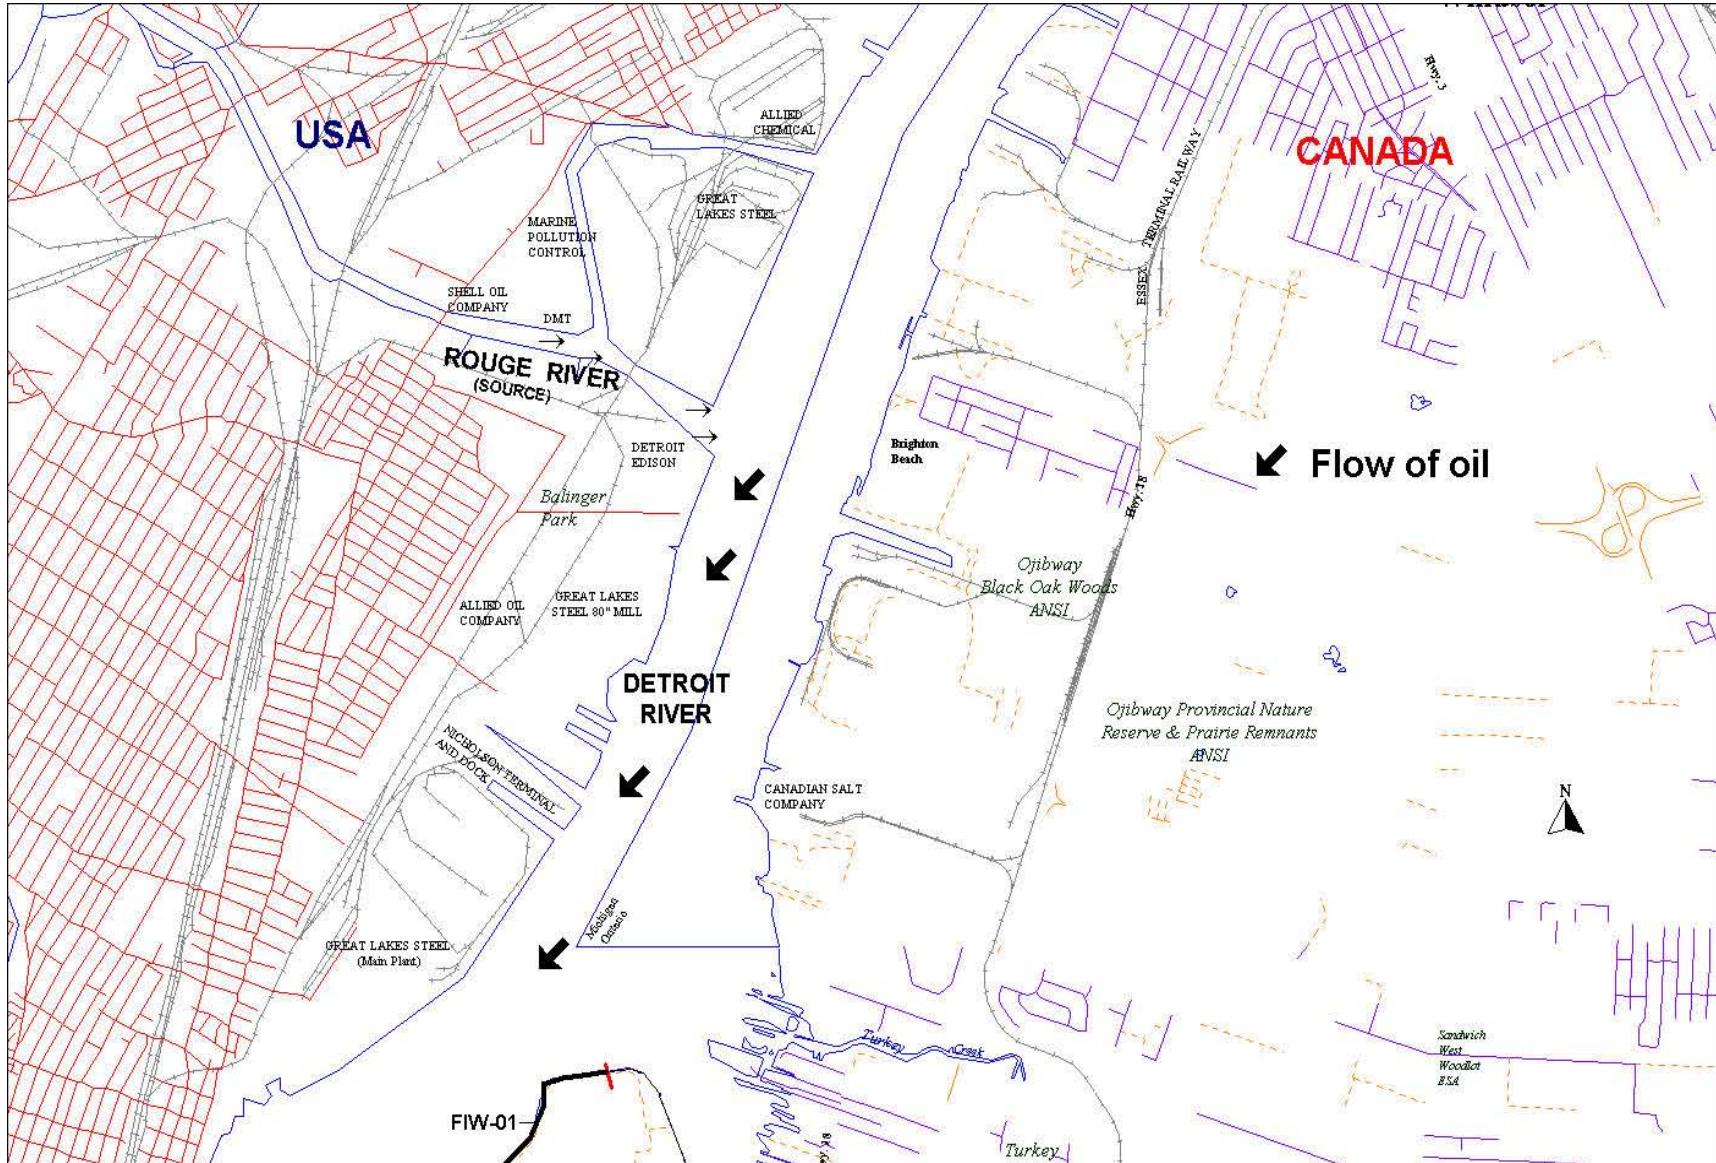 Hwy.3
USA
ALLIED
CHEMICAL
CANADA
GREAT
LAKES STEEL
MARINE
POLLUTION
CONTROL
ESSEX TERMINAL RAILWAY
SHELL OIL
COMPANY
DMT
ROUGE RIVER
(SOURCE)
DETROIT
EDISON
Brighton
Beach
Flow of oil
Balinger
Park
Hwy.18
Ojibway
Black Oak Woods
ANSI
ALLIED OIL
COMPANY
GREAT LAKES
STEEL 80" MILL
DETROIT
RIVER
Ojibway Provincial Nature
Reserve & Prairie Remnants
ANSI
NICHOLSON TERMINAL
AND DOCK
CANADIAN SALT
COMPANY
N
Michigan
Ontario
GREAT LAKES STEEL
(Main Plant)
Turkey Creek
Sandwich
West
Woodlot
ESA
FIW-01
Turkey